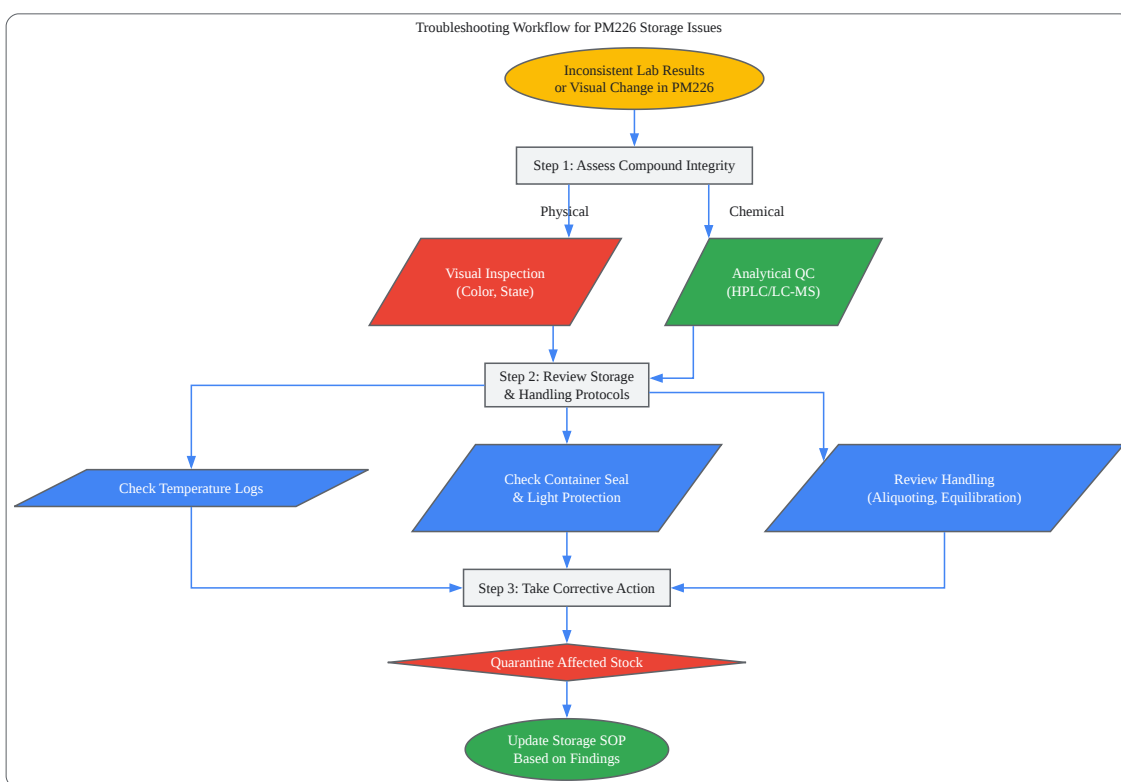 Troubleshooting Workflow for PM226 Storage Issues
Inconsistent Lab Results
or Visual Change in PM226
Step 1: Assess Compound Integrity
Physical
Chemical
Visual Inspection
(Color, State)
Analytical QC
(HPLC/LC-MS)
Step 2: Review Storage
& Handling Protocols
Check Temperature Logs
Check Container Seal
& Light Protection
Review Handling
(Aliquoting, Equilibration)
Step 3: Take Corrective Action
Quarantine Affected Stock
Update Storage SOP
Based on Findings